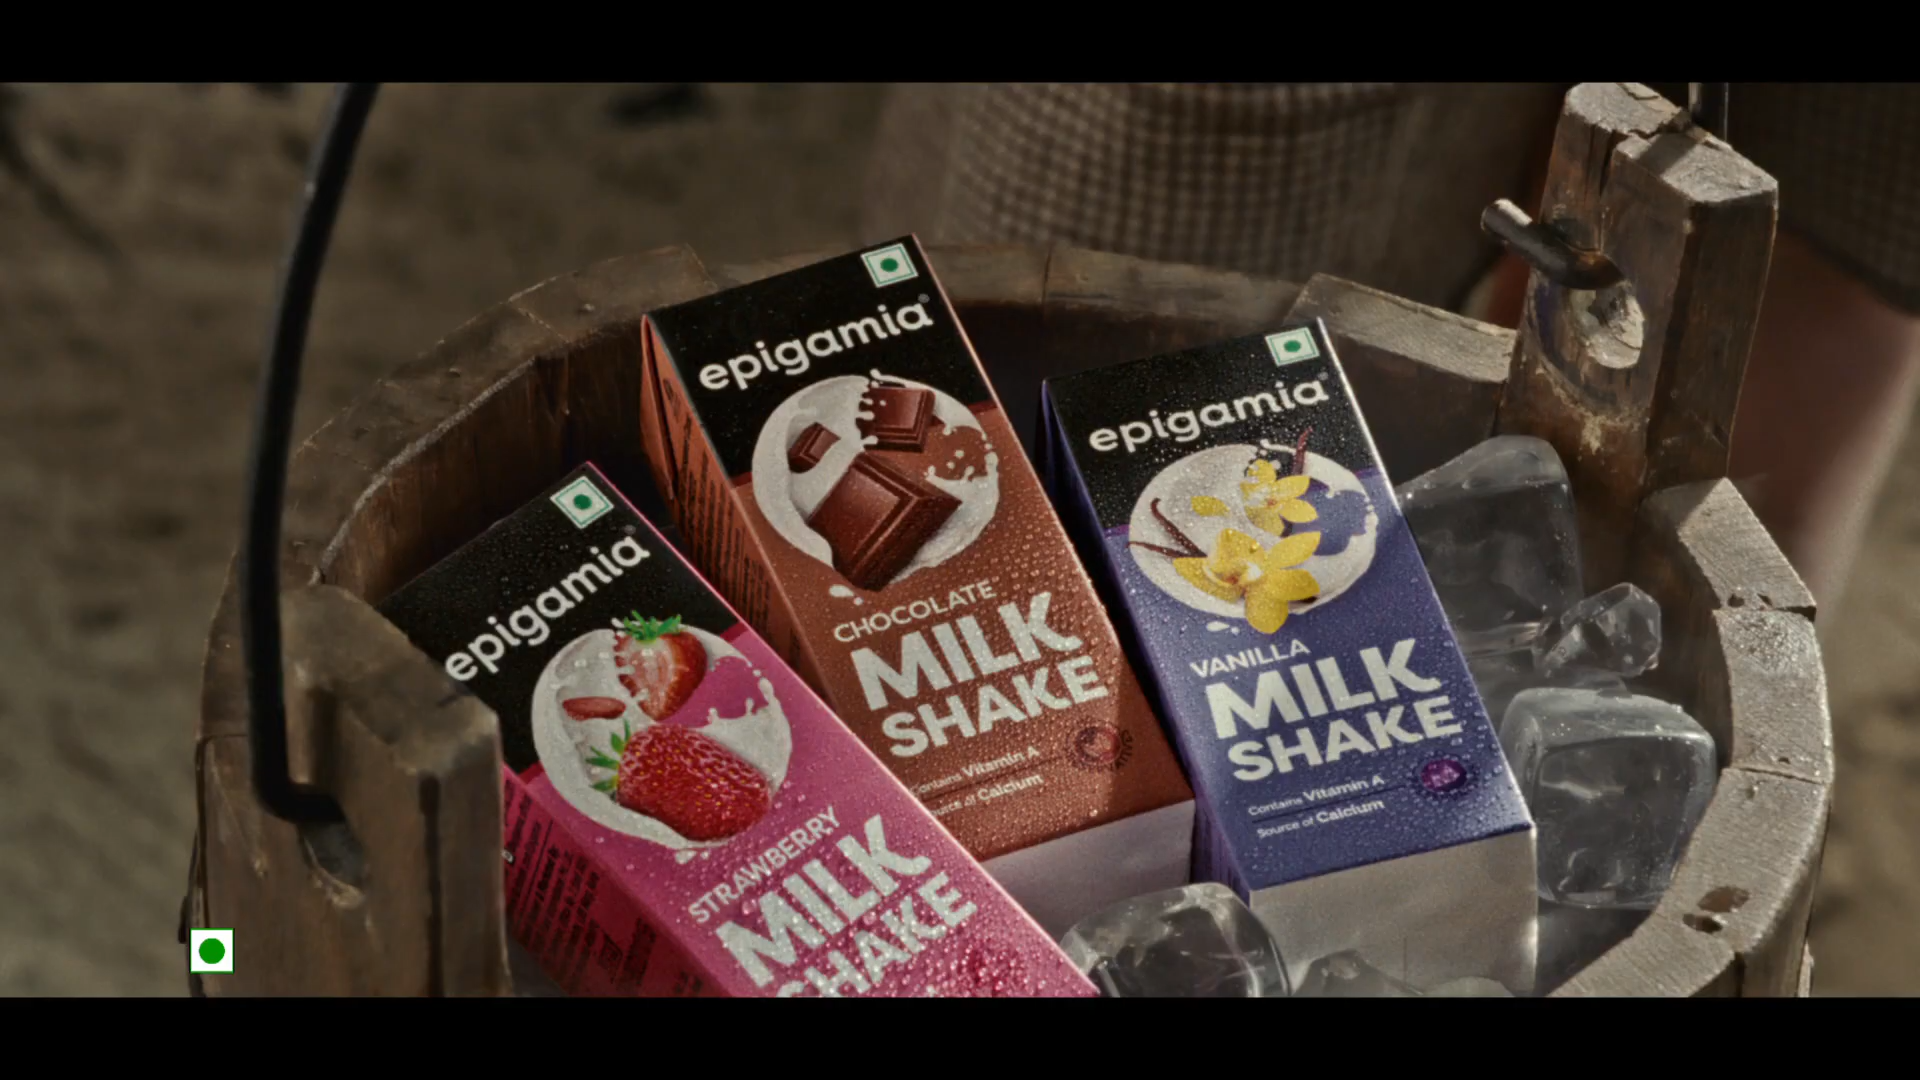 epigamia
STRAWBERRY
MILK
SHAKE
epigamia
CHOCOLATE
MILK
SHAKE
Contains Vitamin A
Source of Calcium
epigamia
VANILLA
MILK
SHAKE
Contains Vitamin A
Source of Calcium